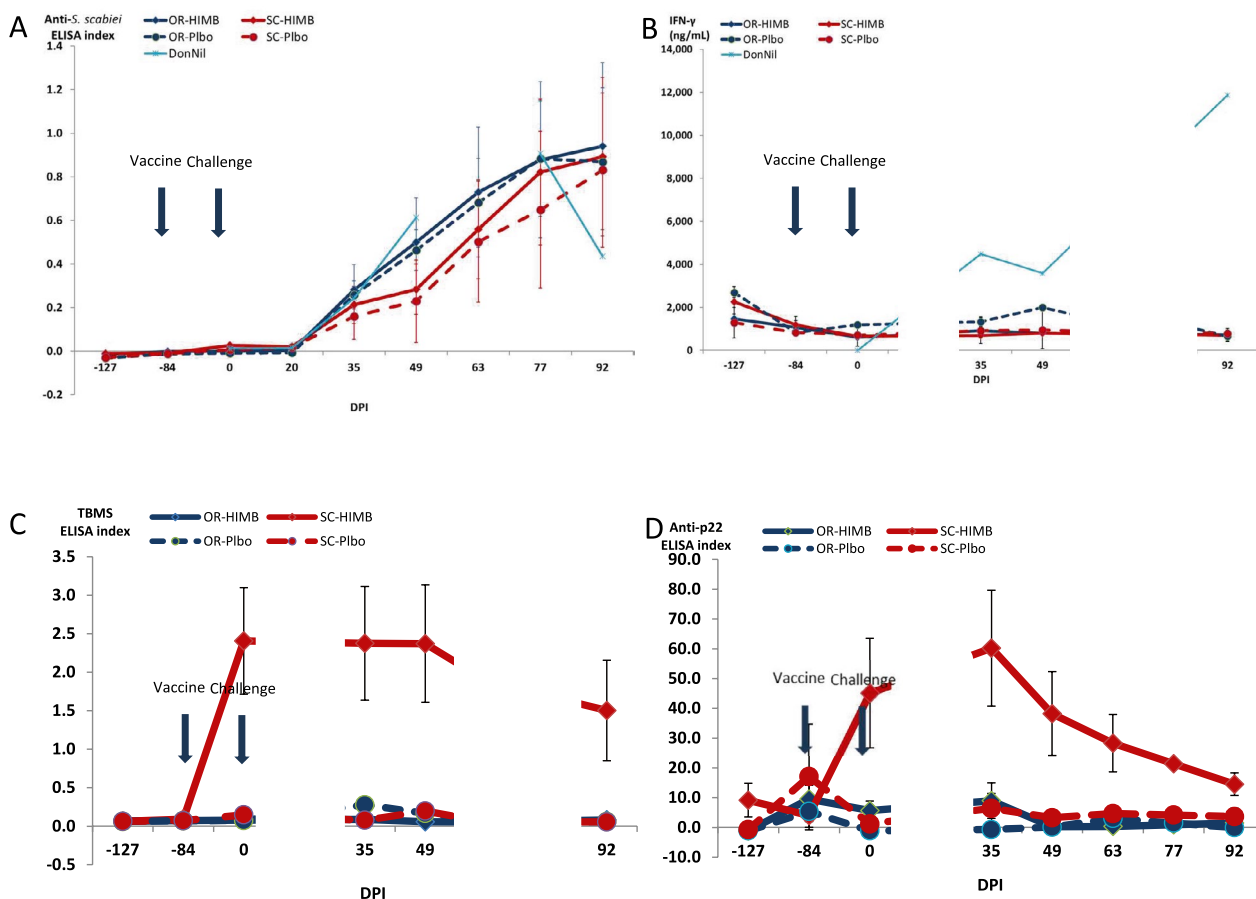 A
Anti-S. scabiei
ELISA index
OR-HIMB
SC-HIMB
OR-Plbo
SC-Plbo
DonNil
1.4
1.2
1.0
0.8
0.6
0.4
0.2
0.0
-0.2
Vaccine Challenge
-127 -84 0 20 35 49 63 77 92
DPI
B
IFN-γ
(ng/mL)
OR-HIMB
SC-HIMB
OR-Plbo
SC-Plbo
DonNil
14,000
12,000
10,000
8,000
6,000
4,000
2,000
0
Vaccine Challenge
-127 -84 0 35 49 92
DPI
C
TBMS
ELISA index
OR-HIMB
SC-HIMB
OR-Plbo
SC-Plbo
3.5
3.0
2.5
2.0
1.5
1.0
0.5
0.0
-0.5
Vaccine Challenge
-127 -84 0 35 49 92
DPI
D
Anti-p22
ELISA index
OR-HIMB
SC-HIMB
OR-Plbo
SC-Plbo
90.0
80.0
70.0
60.0
50.0
40.0
30.0
20.0
10.0
0.0
-10.0
Vaccine Challenge
-127 -84 0 35 49 63 77 92
DPI